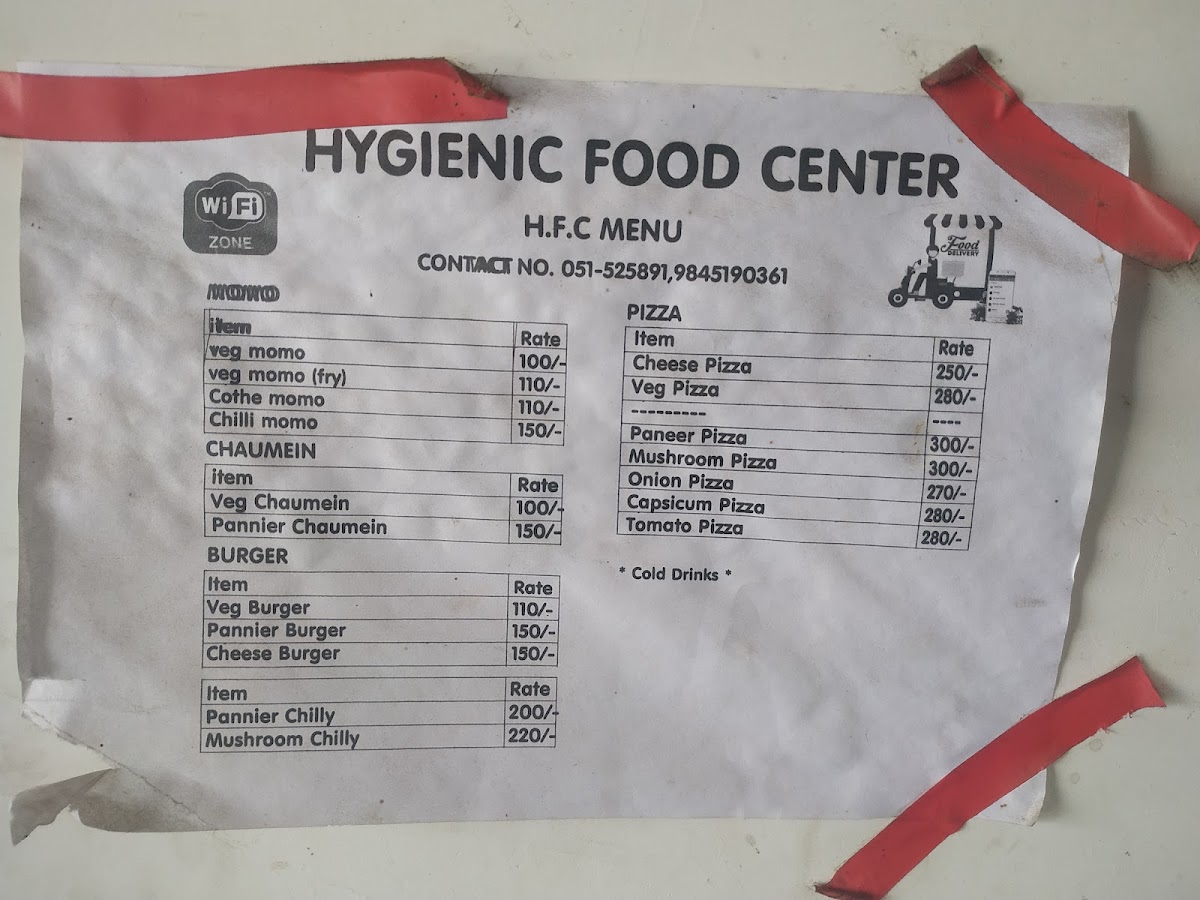 HYGIENIC FOOD CENTER
WiFi
ZONE
H.F.C MENU
CONTACT NO. 051-525891,9845190361
Food
DELIVERY
MOMO
item Rate
veg momo 100/-
veg momo (fry) 110/-
Cothe momo 110/-
Chilli momo 150/-
CHAUMEIN
item Rate
Veg Chaumein 100/-
Pannier Chaumein 150/-
BURGER
Item Rate
Veg Burger 110/-
Pannier Burger 150/-
Cheese Burger 150/-
Item Rate
Pannier Chilly 200/-
Mushroom Chilly 220/-
PIZZA
Item Rate
Cheese Pizza 250/-
Veg Pizza 280/-
--------- ----
Paneer Pizza 300/-
Mushroom Pizza 300/-
Onion Pizza 270/-
Capsicum Pizza 280/-
Tomato Pizza 280/-
* Cold Drinks *